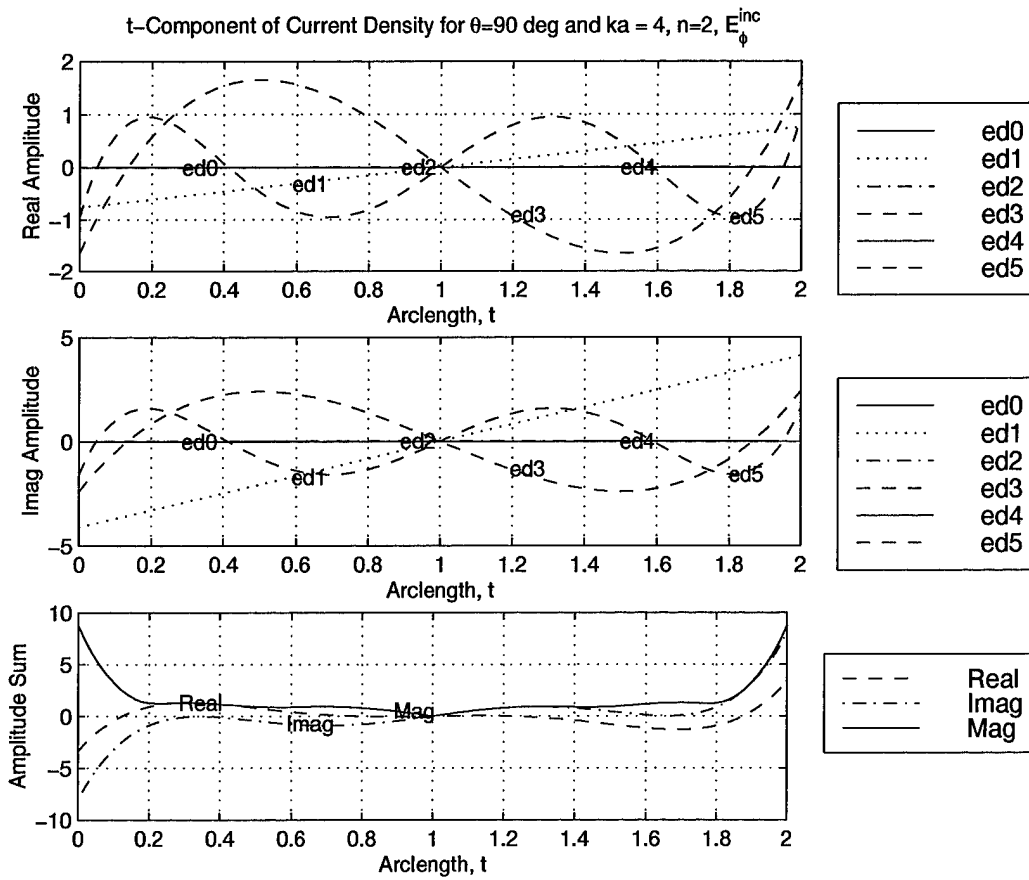 t-Component of Current Density for θ=90 deg and ka = 4, n=2, E_ϕ^inc
2
1
0
-1
-2
Real Amplitude
ed0
ed1
ed2
ed3
ed4
ed5
0 0.2 0.4 0.6 0.8 1 1.2 1.4 1.6 1.8 2
Arclength, t
ed0
ed1
ed2
ed3
ed4
ed5
5
0
-5
Imag Amplitude
ed0
ed1
ed2
ed3
ed4
ed5
0 0.2 0.4 0.6 0.8 1 1.2 1.4 1.6 1.8 2
Arclength, t
ed0
ed1
ed2
ed3
ed4
ed5
10
5
0
-5
-10
Amplitude Sum
Real
Imag
Mag
0 0.2 0.4 0.6 0.8 1 1.2 1.4 1.6 1.8 2
Arclength, t
Real
Imag
Mag